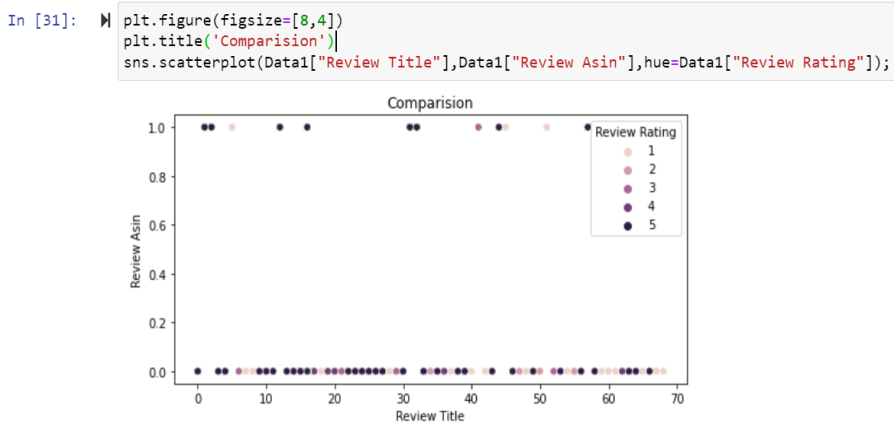 In [31]:
plt.figure(figsize=[8,4])
plt.title('Comparision')
sns.scatterplot(Data1["Review Title"],Data1["Review Asin"],hue=Data1["Review Rating"]);
Comparision
1.0
0.8
0.6
0.4
0.2
0.0
Review Asin
Review Rating
1
2
3
4
5
0 10 20 30 40 50 60 70
Review Title